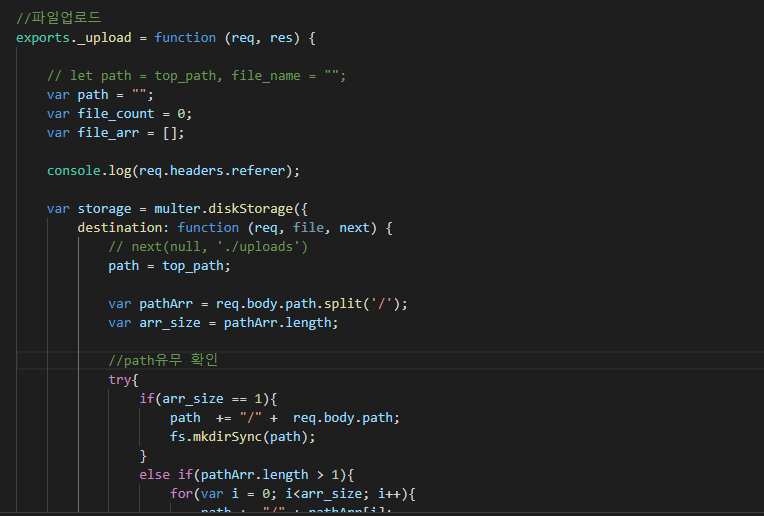 //파일업로드
exports._upload = function (req, res) {
// let path = top_path, file_name = "";
var path = "";
var file_count = 0;
var file_arr = [];
console.log(req.headers.referer);
var storage = multer.diskStorage({
destination: function (req, file, next) {
// next(null, './uploads')
path = top_path;
var pathArr = req.body.path.split('/');
var arr_size = pathArr.length;
//path유무 확인
try{
if(arr_size == 1){
path  += "/" +  req.body.path;
fs.mkdirSync(path);
}
else if(pathArr.length > 1){
for(var i = 0; i<arr_size; i++){
path += "/" + pathArr[i];